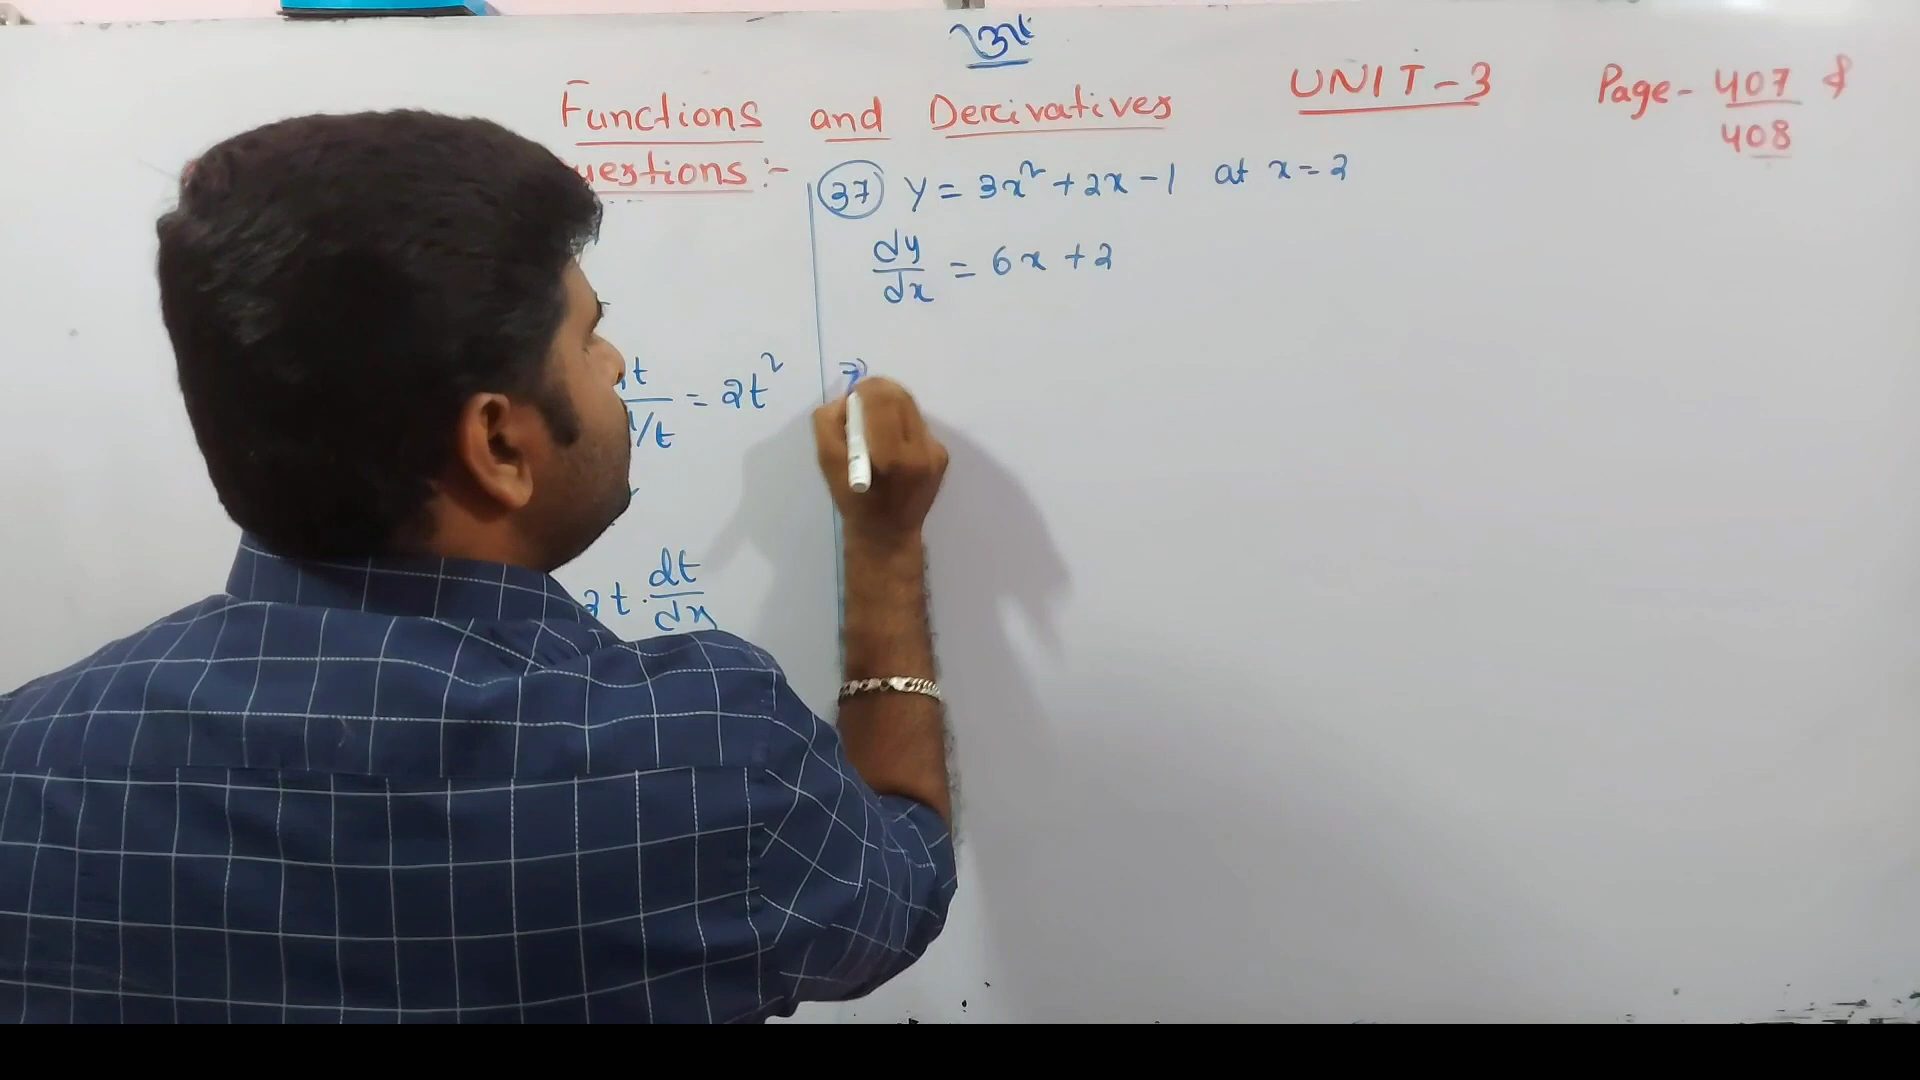 Functions and Derivatives UNIT-3 Page- 407 &
408
uestions :-
37 y = 3x² + 2x - 1 at x = 2
dy/dx = 6x + 2
t
1/t = 2t²
2t · dt/dx